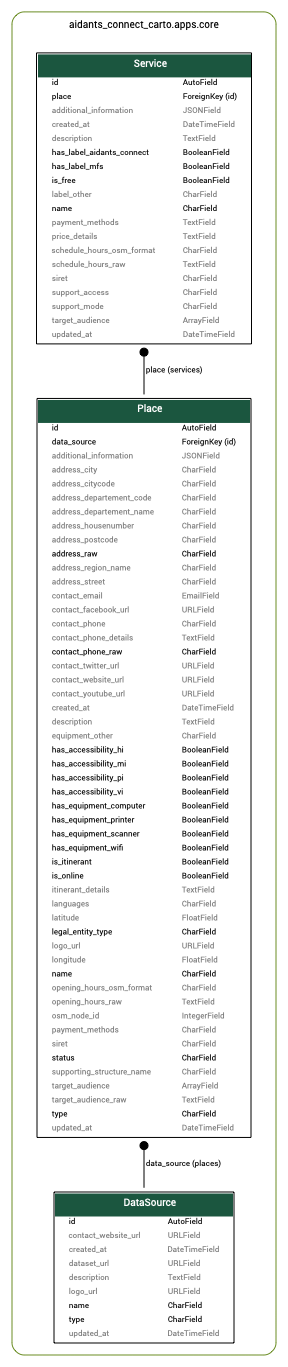 aidants_connect_carto.apps.core
Service
id AutoField
place ForeignKey (id)
additional_information JSONField
created_at DateTimeField
description TextField
has_label_aidants_connect BooleanField
has_label_mfs BooleanField
is_free BooleanField
label_other CharField
name CharField
payment_methods TextField
price_details TextField
schedule_hours_osm_format CharField
schedule_hours_raw TextField
siret CharField
support_access CharField
support_mode CharField
target_audience ArrayField
updated_at DateTimeField
place (services)
Place
id AutoField
data_source ForeignKey (id)
additional_information JSONField
address_city CharField
address_citycode CharField
address_departement_code CharField
address_departement_name CharField
address_housenumber CharField
address_postcode CharField
address_raw CharField
address_region_name CharField
address_street CharField
contact_email EmailField
contact_facebook_url URLField
contact_phone CharField
contact_phone_details TextField
contact_phone_raw CharField
contact_twitter_url URLField
contact_website_url URLField
contact_youtube_url URLField
created_at DateTimeField
description TextField
equipment_other CharField
has_accessibility_hi BooleanField
has_accessibility_mi BooleanField
has_accessibility_pi BooleanField
has_accessibility_vi BooleanField
has_equipment_computer BooleanField
has_equipment_printer BooleanField
has_equipment_scanner BooleanField
has_equipment_wifi BooleanField
is_itinerant BooleanField
is_online BooleanField
itinerant_details TextField
languages CharField
latitude FloatField
legal_entity_type CharField
logo_url URLField
longitude FloatField
name CharField
opening_hours_osm_format CharField
opening_hours_raw TextField
osm_node_id IntegerField
payment_methods CharField
siret CharField
status CharField
supporting_structure_name CharField
target_audience ArrayField
target_audience_raw TextField
type CharField
updated_at DateTimeField
data_source (places)
DataSource
id AutoField
contact_website_url URLField
created_at DateTimeField
dataset_url URLField
description TextField
logo_url URLField
name CharField
type CharField
updated_at DateTimeField